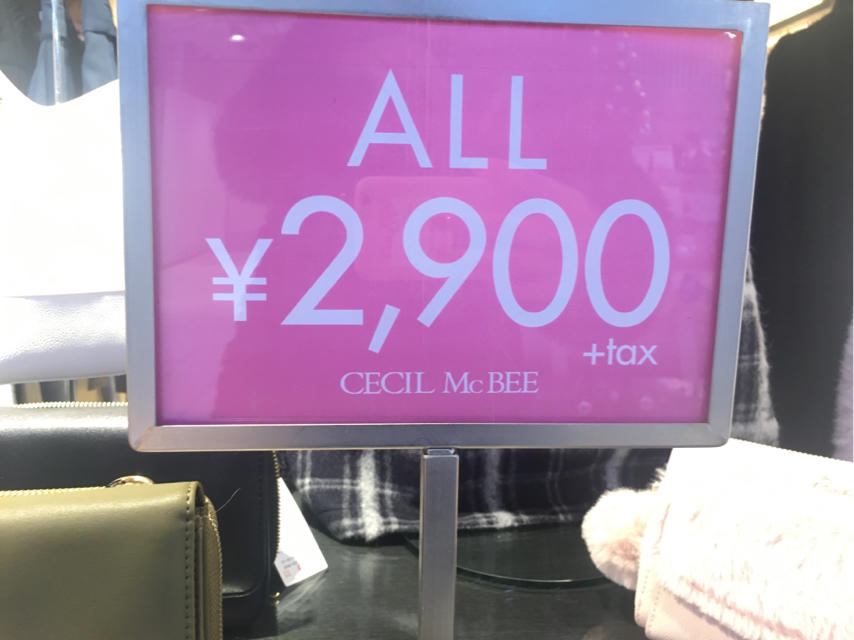 ALL
¥2,900
+tax
CECIL McBEE